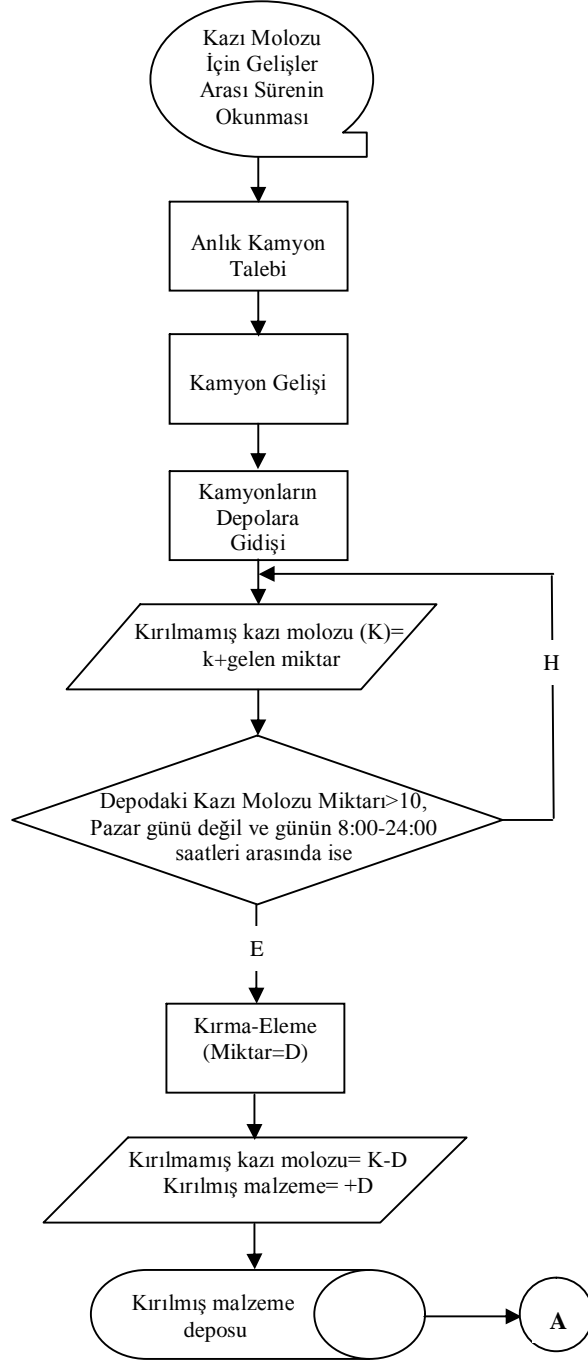 Kazı Molozu
İçin Gelişler
Arası Sürenin
Okunması
Anlık Kamyon
Talebi
Kamyon Gelişi
Kamyonların
Depolara
Gidişi
Kırılmamış kazı molozu (K)=
k+gelen miktar
H
Depodaki Kazı Molozu Miktarı>10,
Pazar günü değil ve günün 8:00-24:00
saatleri arasında ise
E
Kırma-Eleme
(Miktar=D)
Kırılmamış kazı molozu= K-D
Kırılmış malzeme= +D
Kırılmış malzeme
deposu
A